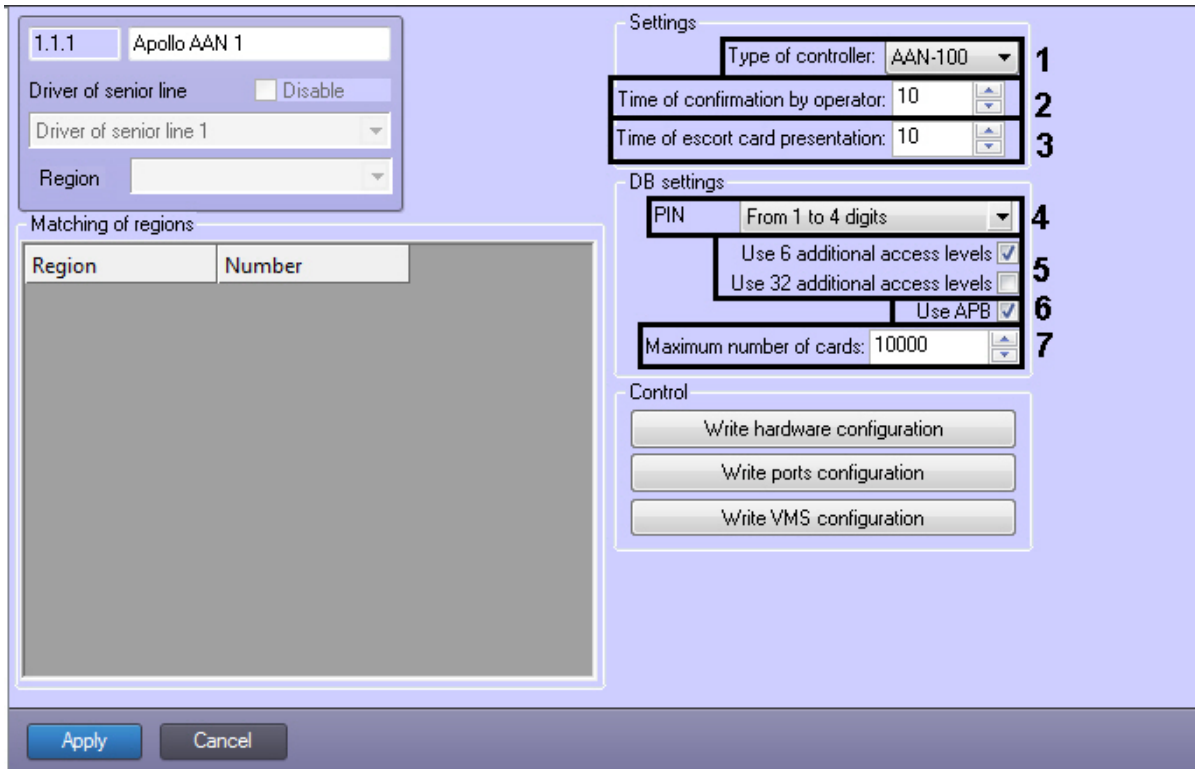 1.1.1 Apollo AAN 1
Driver of senior line Disable
Driver of senior line 1
Region
Matching of regions
Region Number
Settings
Type of controller: AAN-100 1
Time of confirmation by operator: 10 2
Time of escort card presentation: 10 3
DB settings
PIN From 1 to 4 digits 4
Use 6 additional access levels
Use 32 additional access levels 5
Use APB 6
Maximum number of cards: 10000 7
Control
Write hardware configuration
Write ports configuration
Write VMS configuration
Apply Cancel